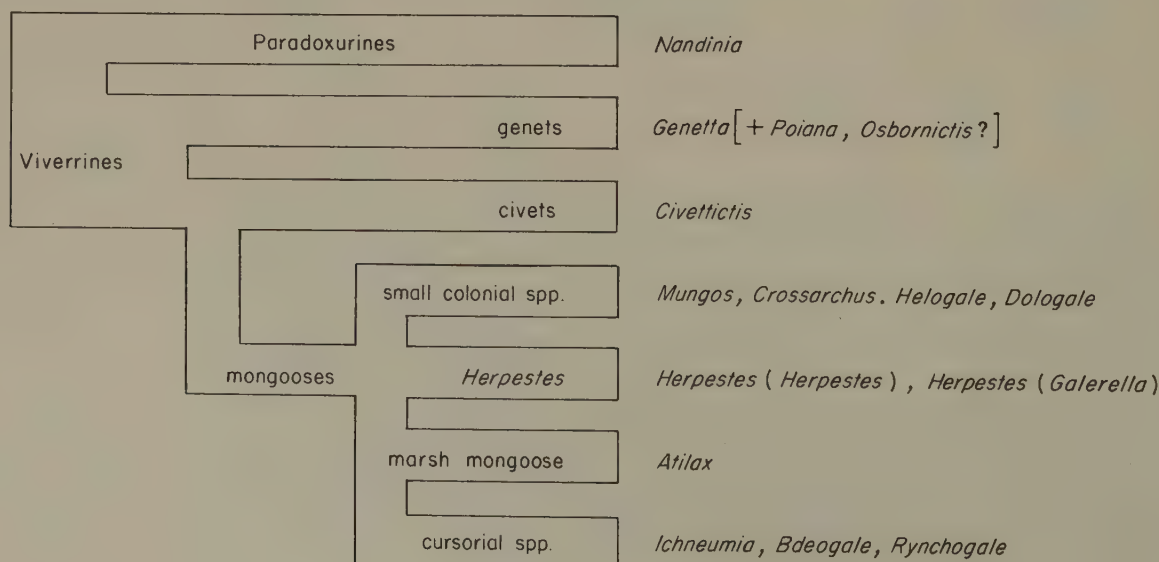 Paradoxurines Nandinia
genets Genetta [ + Poiana, Osbornictis ? ]
Viverrines
civets Civettictis
small colonial spp. Mungos, Crossarchus. Helogale, Dologale
mongooses Herpestes Herpestes ( Herpestes ) , Herpestes ( Galerella )
marsh mongoose Atilax
cursorial spp. Ichneumia, Bdeogale, Rynchogale